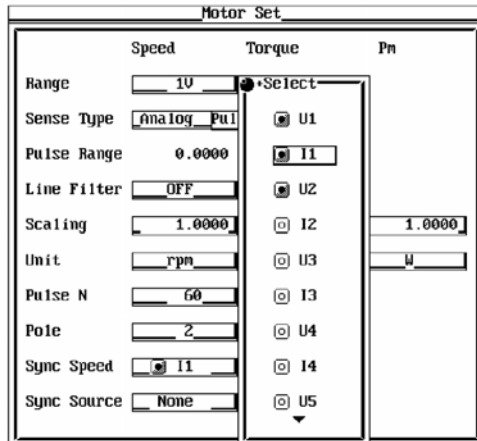 Motor Set
Speed Torque Pm
Range 1V
Sense Type Analog Pul
Pulse Range 0.0000
Line Filter OFF
Scaling 1.0000 1.0000
Unit rpm W
Pulse N 60
Pole 2
Sync Speed I1
Sync Source None
Select
U1
I1
U2
I2
U3
I3
U4
I4
U5